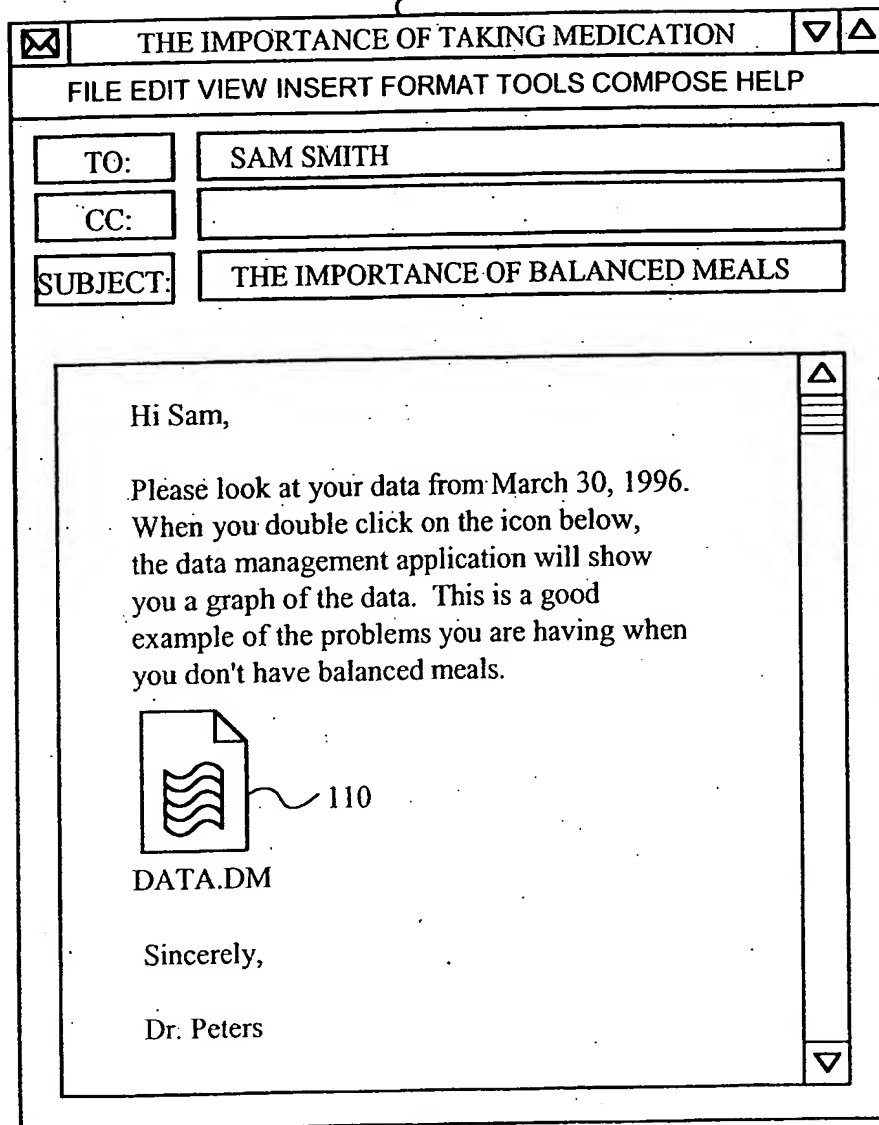 THE IMPORTANCE OF TAKING MEDICATION
FILE EDIT VIEW INSERT FORMAT TOOLS COMPOSE HELP
TO: SAM SMITH
CC:
SUBJECT: THE IMPORTANCE OF BALANCED MEALS
Hi Sam,
Please look at your data from March 30, 1996.
When you double click on the icon below,
the data management application will show
you a graph of the data. This is a good
example of the problems you are having when
you don't have balanced meals.
110
DATA.DM
Sincerely,
Dr. Peters